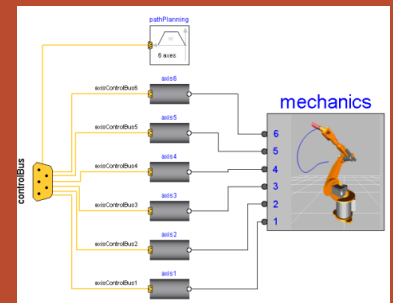 pathPlanning
6 axes
controlBus
axisControlBus6
axis6
axisControlBus5
axis5
axisControlBus4
axis4
axisControlBus3
axis3
axisControlBus2
axis2
axisControlBus1
axis1
mechanics
6
5
4
3
2
1